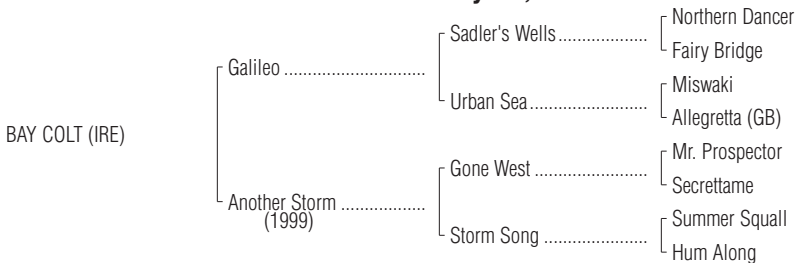 Northern Dancer
Sadler's Wells
Fairy Bridge
Galileo
Miswaki
Urban Sea
Allegretta (GB)
BAY COLT (IRE)
Mr. Prospector
Gone West
Secrettame
Another Storm
(1999)
Summer Squall
Storm Song
Hum Along